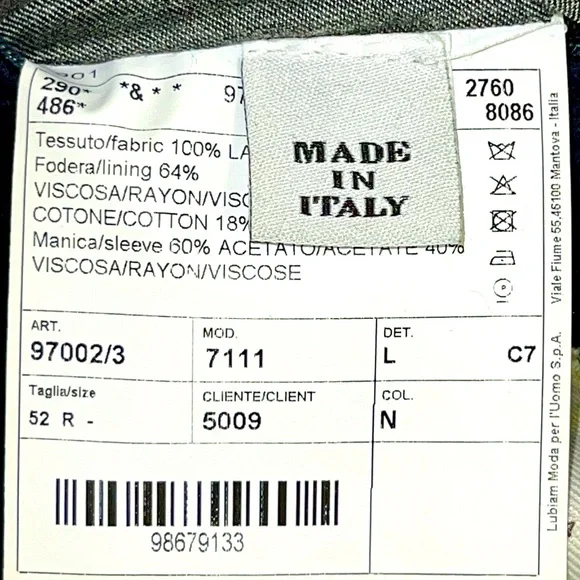 290* *&** 97 2760
486* 8086
Tessuto/fabric 100% LA
Fodera/lining 64%
VISCOSA/RAYON/VISC
COTONE/COTTON 18%
Manica/sleeve 60% ACETATO/ACETATE 40%
VISCOSA/RAYON/VISCOSE
MADE
IN
ITALY
ART. MOD. DET.
97002/3 7111 L C7
Taglia/size CLIENTE/CLIENT COL.
52 R - 5009 N
98679133
Lubiam Moda per l'Uomo S.p.A. Viale Fiume 55,46100 Mantova - Italia